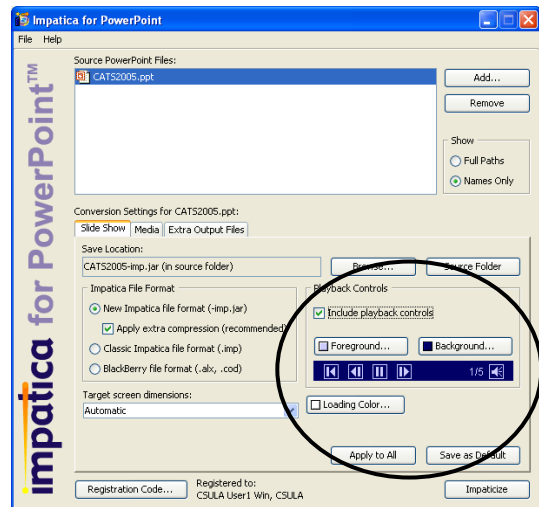 Impatica for PowerPoint
File Help
impatica for PowerPoint™
Source PowerPoint Files:
CATS2005.ppt
Add...
Remove
Show
Full Paths
Names Only
Conversion Settings for CATS2005.ppt:
Slide Show Media Extra Output Files
Save Location:
CATS2005-imp.jar (in source folder)
Browse... Source Folder
Impatica File Format
New Impatica file format (-imp.jar)
Apply extra compression (recommended)
Classic Impatica file format (.imp)
BlackBerry file format (.alx, .cod)
Target screen dimensions:
Automatic
Playback Controls
Include playback controls
Foreground... Background...
1/5
Loading Color...
Apply to All Save as Default
Registration Code...
Registered to:
CSULA User1 Win, CSULA
Impaticize